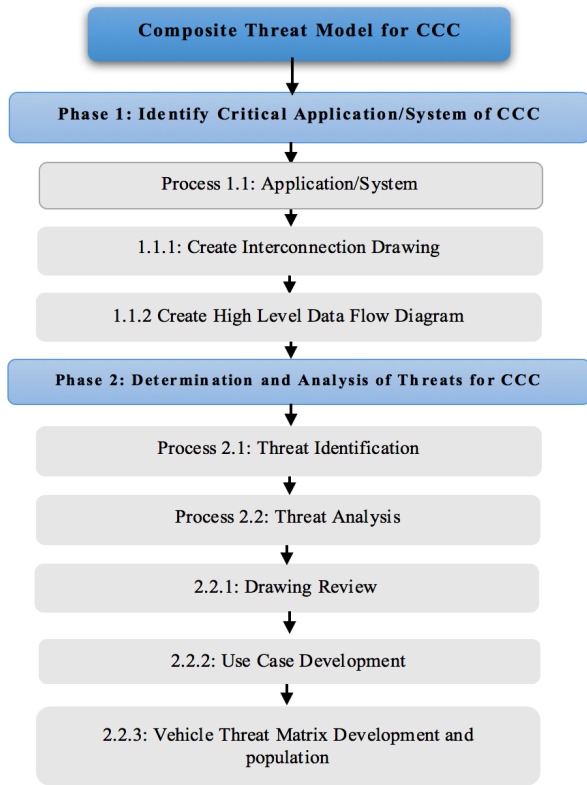 Composite Threat Model for CCC
Phase 1: Identify Critical Application/System of CCC
Process 1.1: Application/System
1.1.1: Create Interconnection Drawing
1.1.2 Create High Level Data Flow Diagram
Phase 2: Determination and Analysis of Threats for CCC
Process 2.1: Threat Identification
Process 2.2: Threat Analysis
2.2.1: Drawing Review
2.2.2: Use Case Development
2.2.3: Vehicle Threat Matrix Development and
population